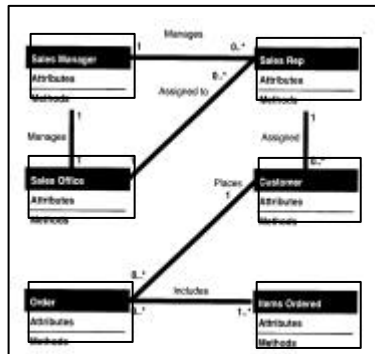 Manages
1 0..*
Sales Manager Sales Rep
Attributes Attributes
Methods Methods
0..*
Assigned to
1 1
Manages Assigned
1 1 0..*
Sales Office Places Customer
Attributes 1 Attributes
Methods Methods
0..*
Includes
Order Items Ordered
0..* 1..*
Attributes Attributes
Methods Methods